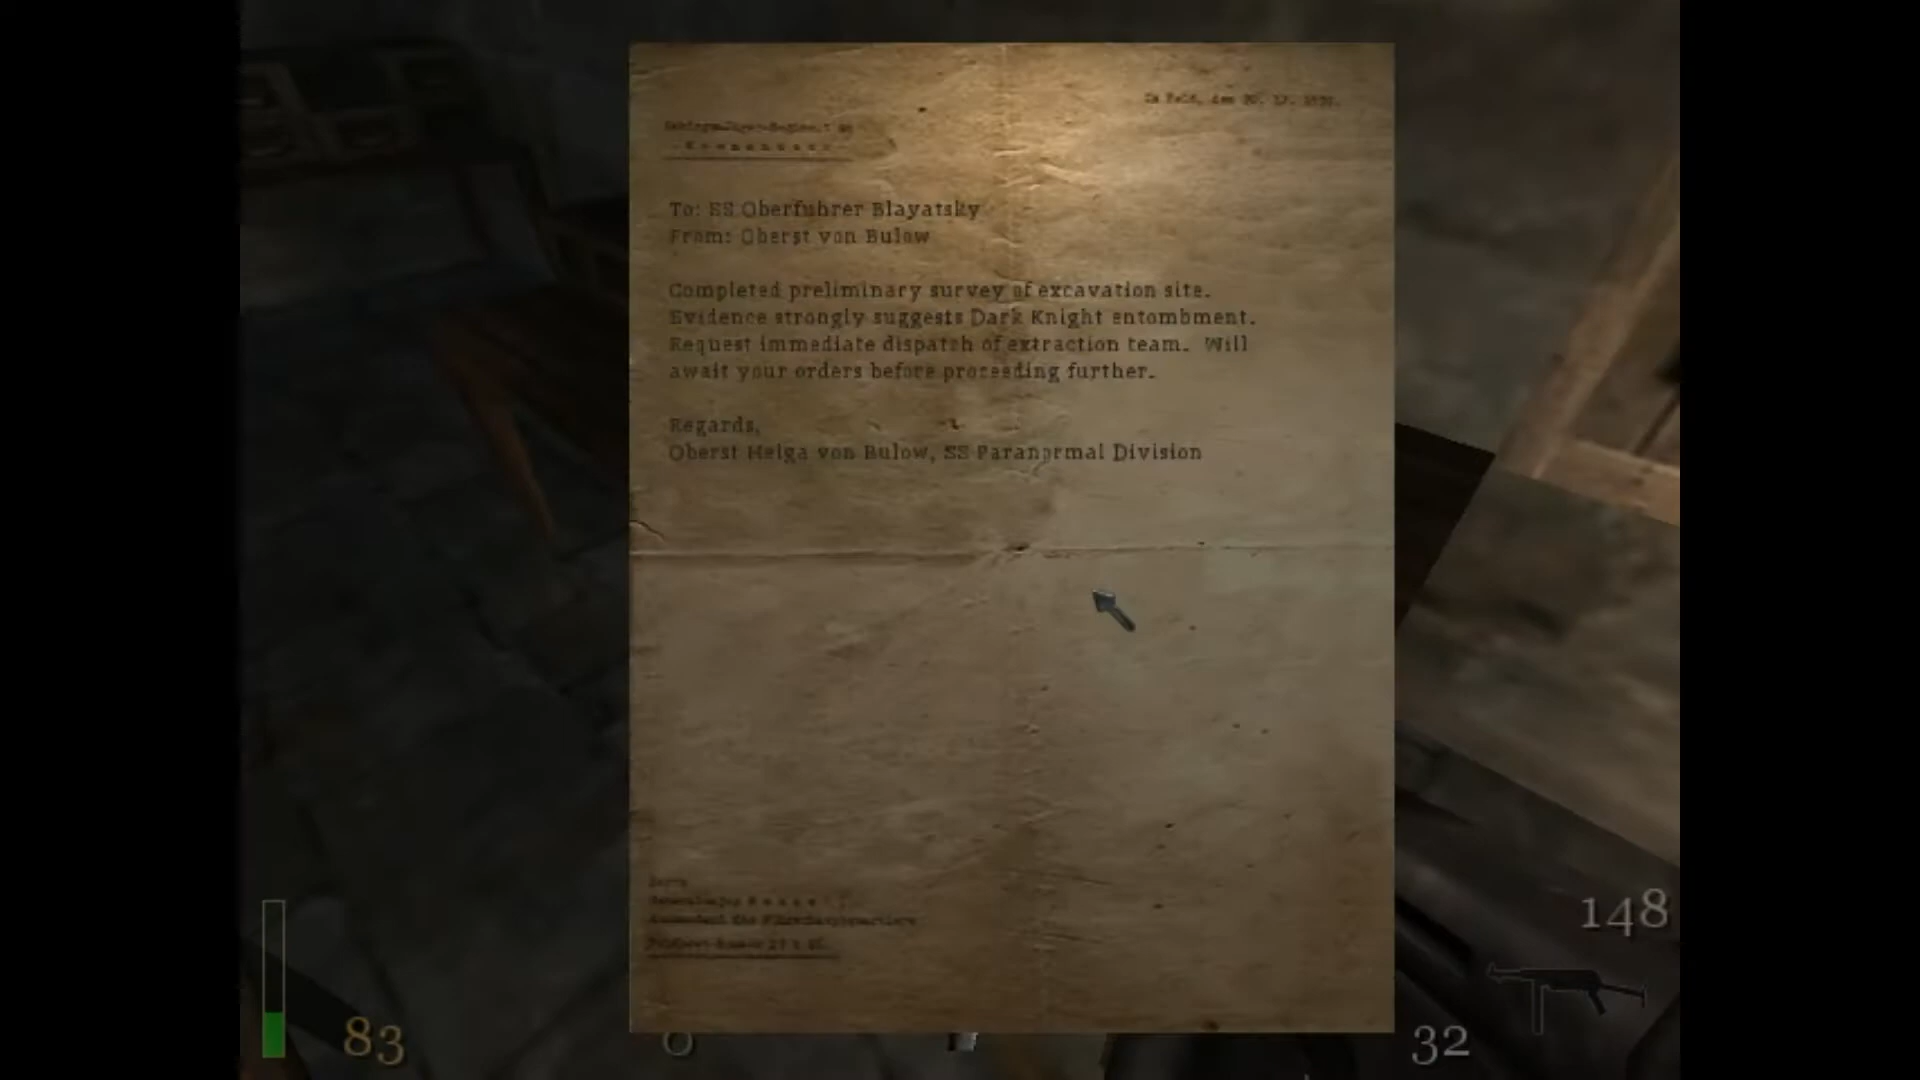 To: SS Oberfuhrer Blavatsky
From: Oberst von Bulow
Completed preliminary survey of excavation site.
Evidence strongly suggests Dark Knight entombment.
Request immediate dispatch of extraction team. Will
await your orders before proceeding further.
Regards,
Oberst Helga von Bulow, SS Paranormal Division
148
83
0
32